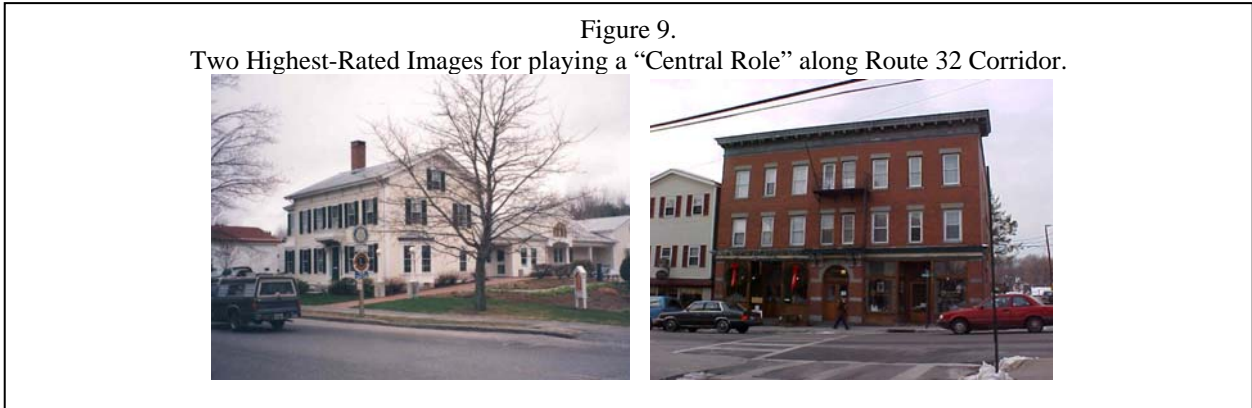 Figure 9.
Two Highest-Rated Images for playing a “Central Role” along Route 32 Corridor.